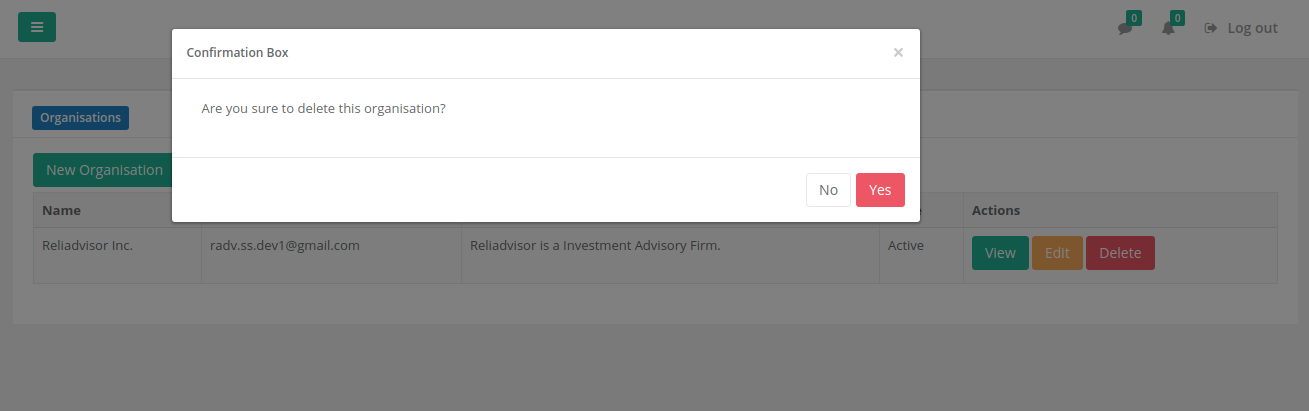 0
0
Log out
Confirmation Box
×
Are you sure to delete this organisation?
No
Yes
Organisations
New Organisation
Name
Actions
Reliadvisor Inc.
radv.ss.dev1@gmail.com
Reliadvisor is a Investment Advisory Firm.
Active
View
Edit
Delete